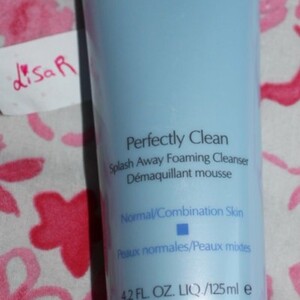 LisaR
Perfectly Clean
Splash Away Foaming Cleanser
Démaquillant mousse
Normal/Combination Skin
Peaux normales/Peaux mixtes
4.2 FL. OZ. LIQ./125ml e